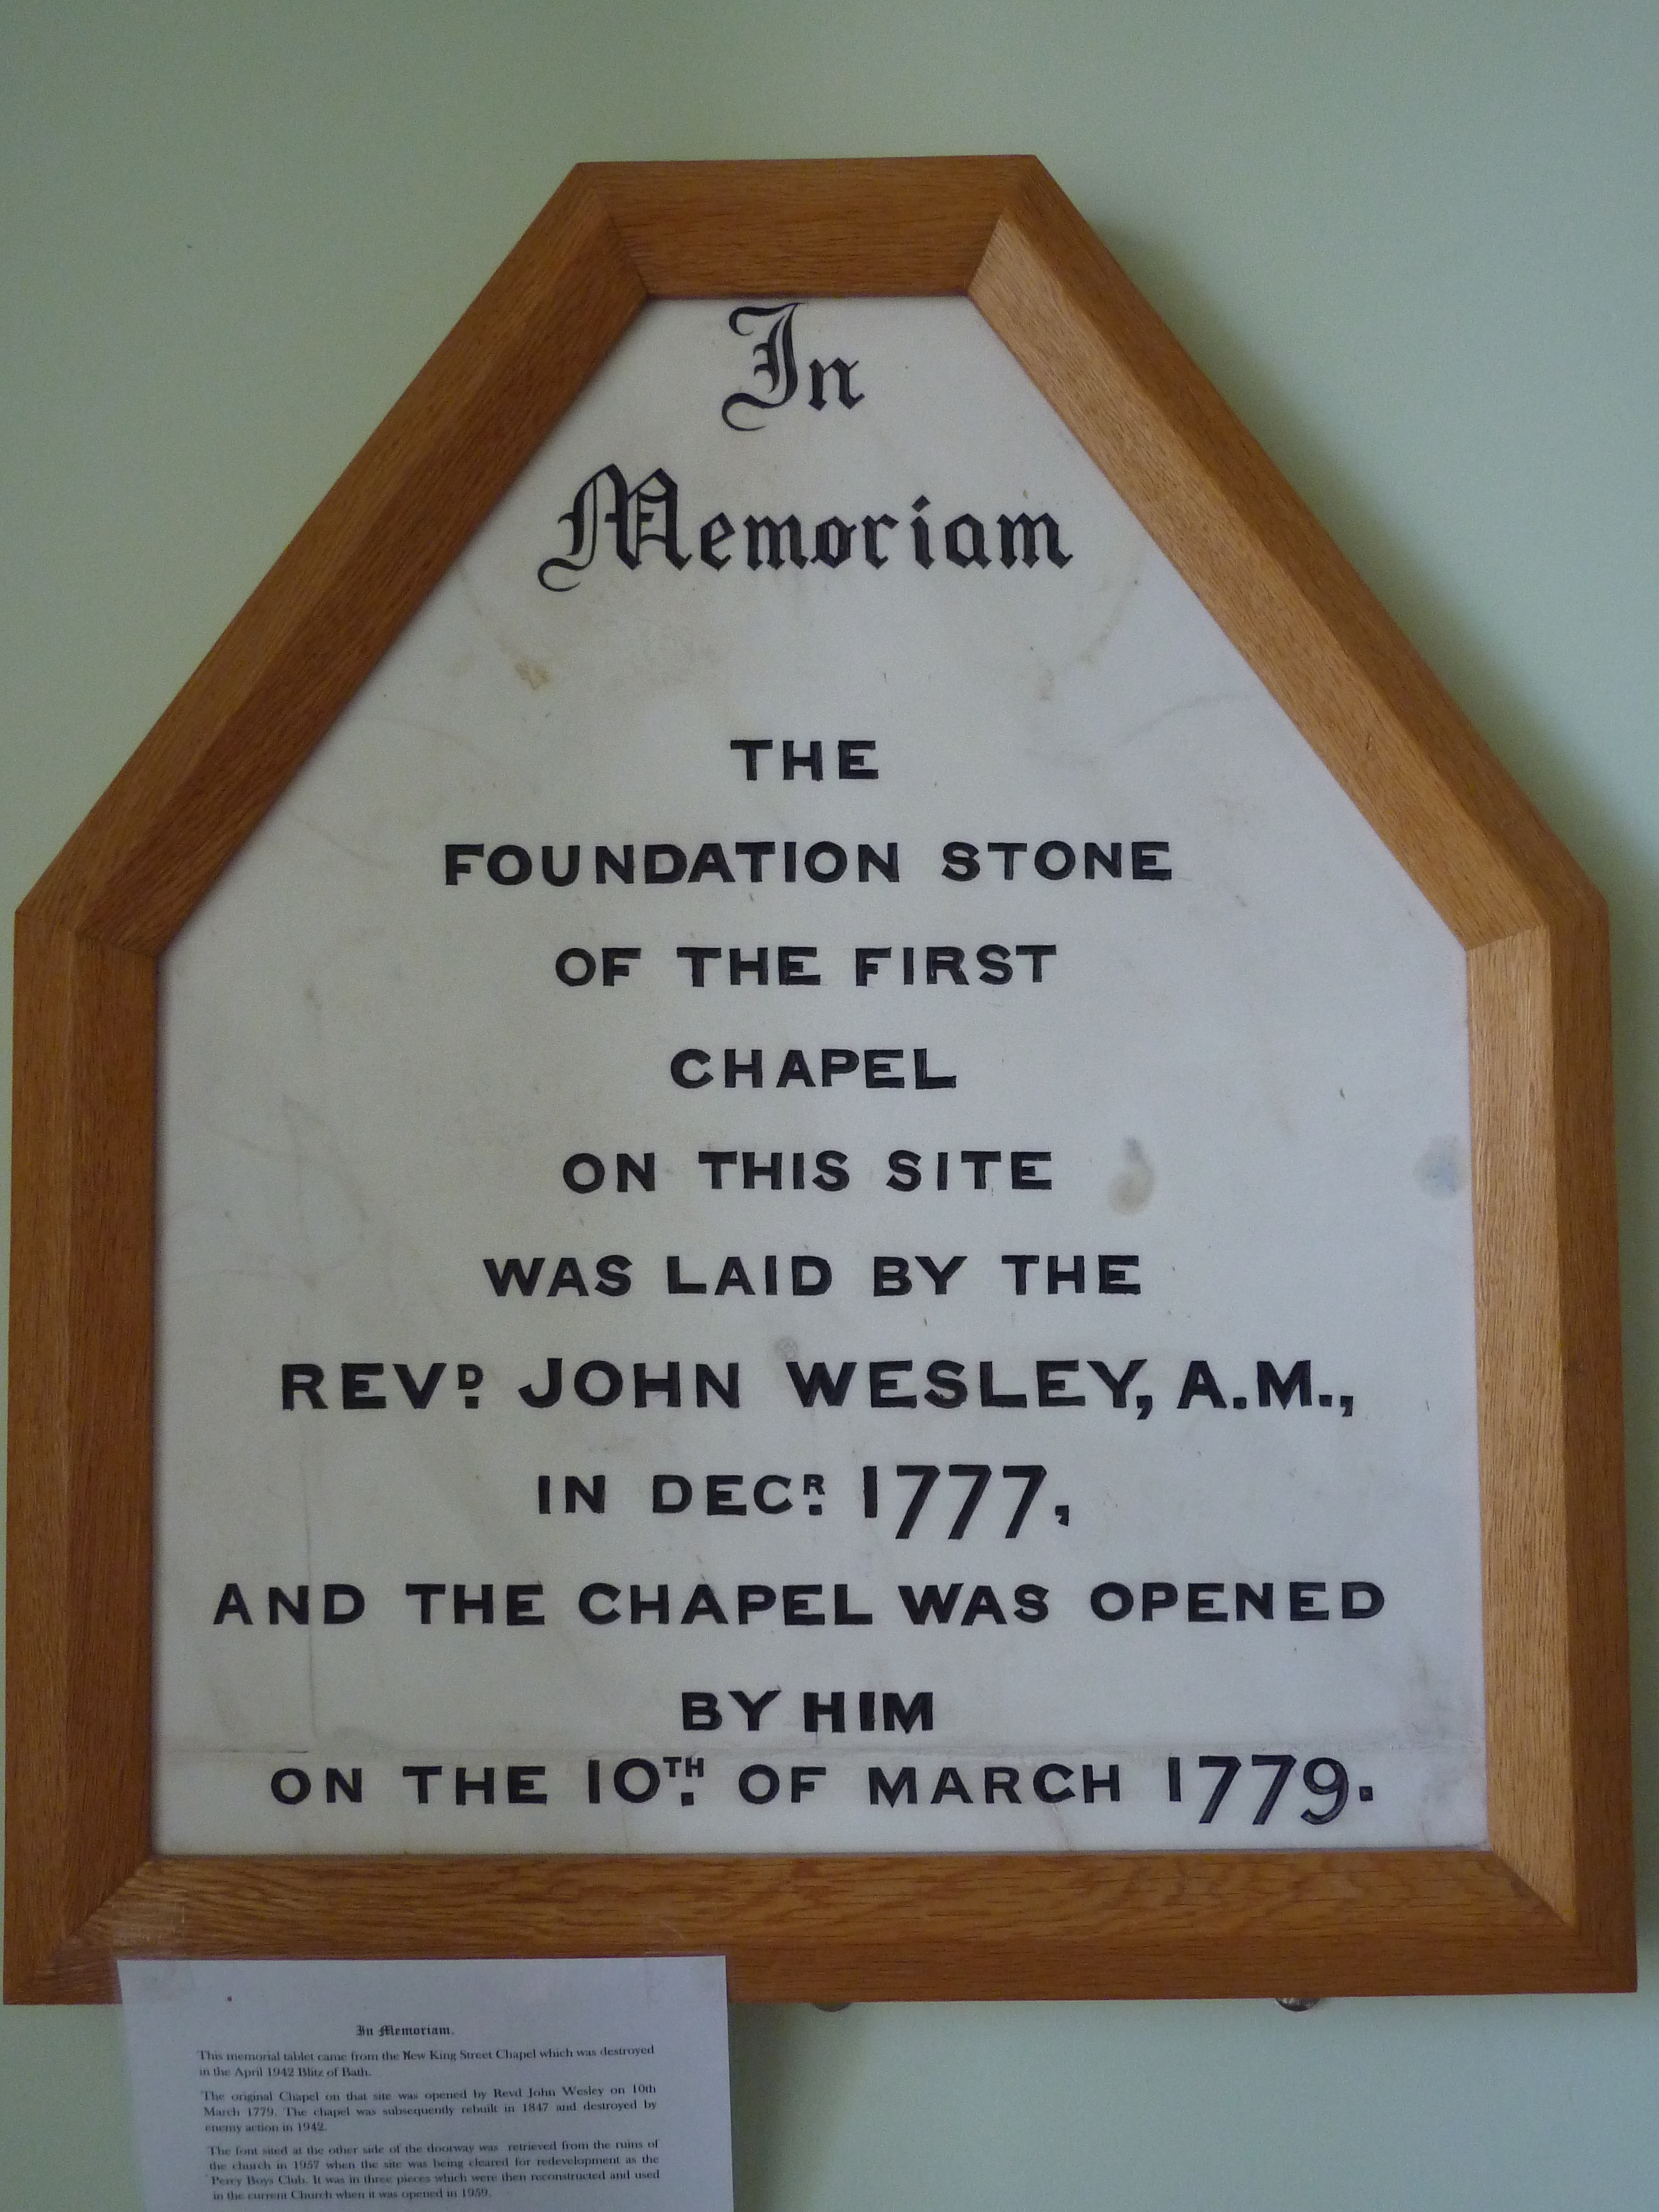 In
Memoriam
THE
FOUNDATION STONE
OF THE FIRST
CHAPEL
ON THIS SITE
WAS LAID BY THE
REVD. JOHN WESLEY, A.M.,
IN DECR. 1777,
AND THE CHAPEL WAS OPENED
BY HIM
ON THE 10TH. OF MARCH 1779.
In Memoriam.
This memorial tablet came from the New King Street Chapel which was destroyed
in the April 1942 Blitz of Bath.
The original Chapel on that site was opened by Revd John Wesley on 10th
March 1779. The chapel was subsequently rebuilt in 1847 and destroyed by
enemy action in 1942.
The font sited at the other side of the doorway was retrieved from the ruins of
the church in 1957 when the site was being cleared for redevelopment as the
Percy Boys Club. It was in three pieces which were then reconstructed and used
in the current Church when it was opened in 1959.